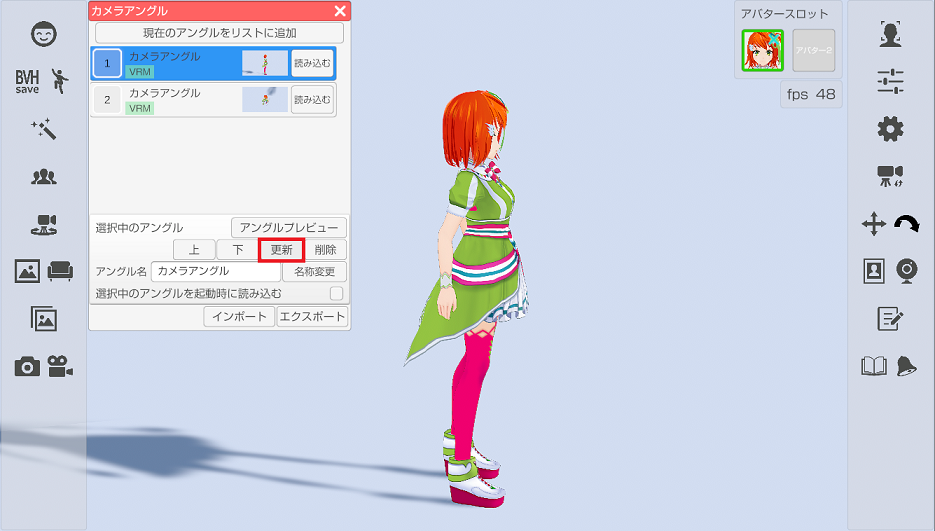 カメラアングル
現在のアングルをリストに追加
1 カメラアングル 読み込む
VRM
2 カメラアングル 読み込む
VRM
選択中のアングル アングルプレビュー
上 下 更新 削除
アングル名 カメラアングル 名称変更
選択中のアングルを起動時に読み込む
インポート エクスポート
BVH
save
アバタースロット
アバター2
fps 48